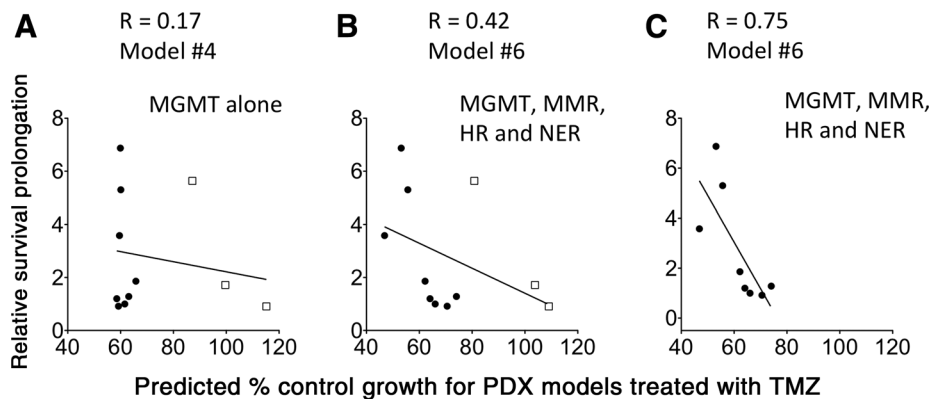 A
R = 0.17
Model #4
MGMT alone
B
R = 0.42
Model #6
MGMT, MMR,
HR and NER
C
R = 0.75
Model #6
MGMT, MMR,
HR and NER
Relative survival prolongation
8
6
4
2
0
40 60 80 100 120
8
6
4
2
0
40 60 80 100 120
8
6
4
2
0
40 60 80 100 120
Predicted % control growth for PDX models treated with TMZ